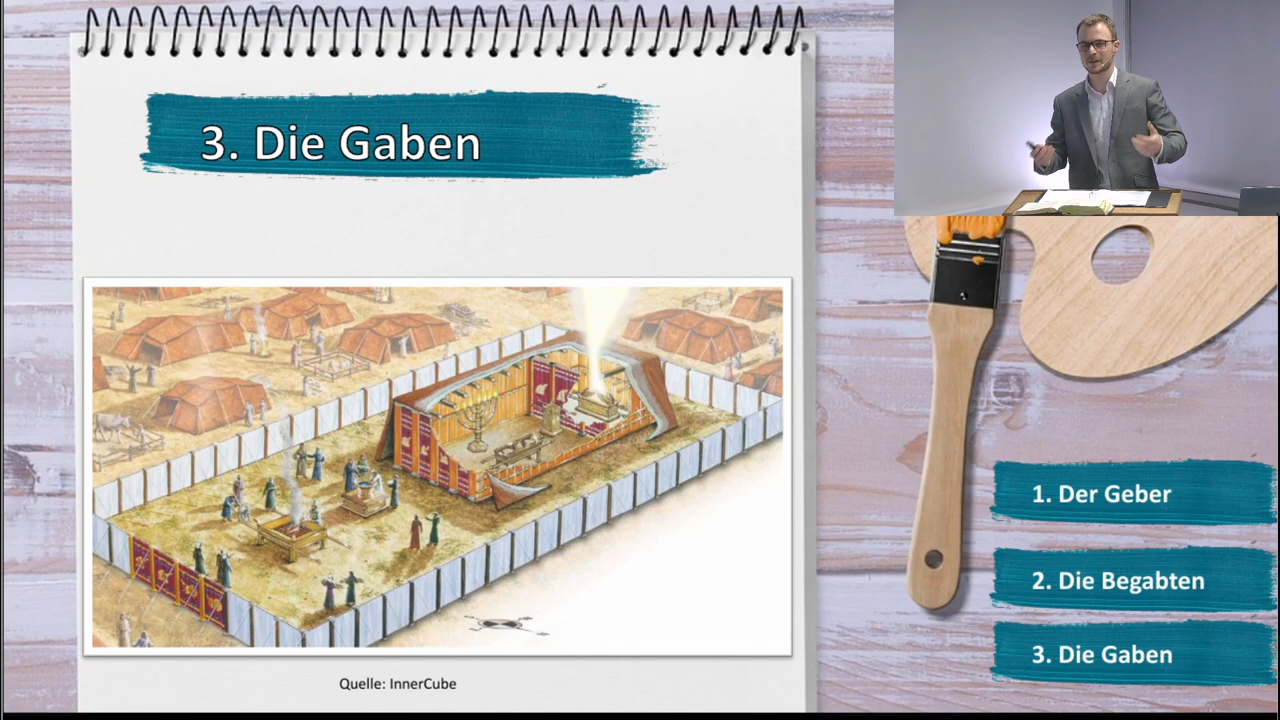 3. Die Gaben
Quelle: InnerCube
1. Der Geber
2. Die Begabten
3. Die Gaben